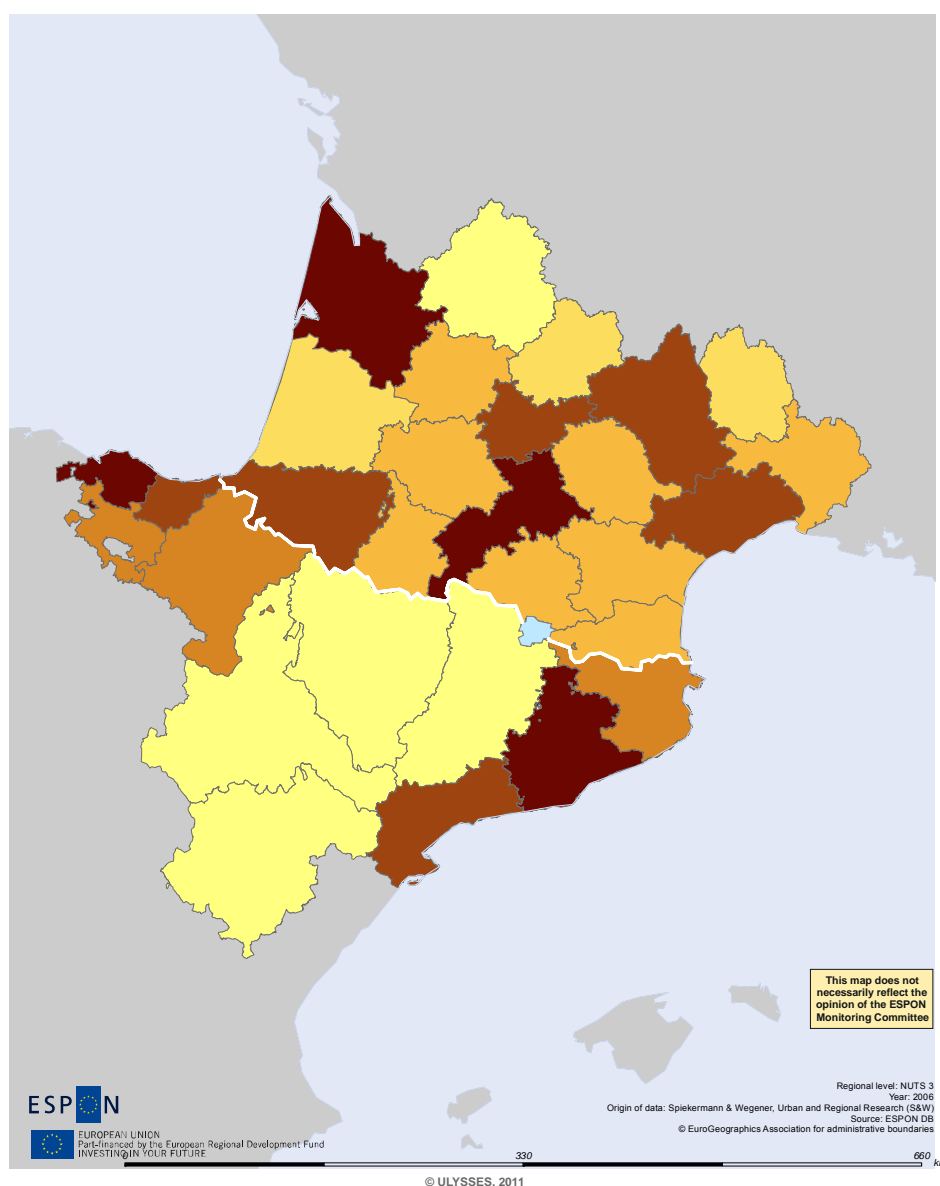 This map does not
necessarily reflect the
opinion of the ESPON
Monitoring Committee
Regional level: NUTS 3
Year: 2006
Origin of data: Spiekermann & Wegener, Urban and Regional Research (S&W)
Source: ESPON DB
© EuroGeographics Association for administrative boundaries
ESPON
EUROPEAN UNION
Part-financed by the European Regional Development Fund
INVESTING IN YOUR FUTURE
0 330 660
© ULYSSES, 2011